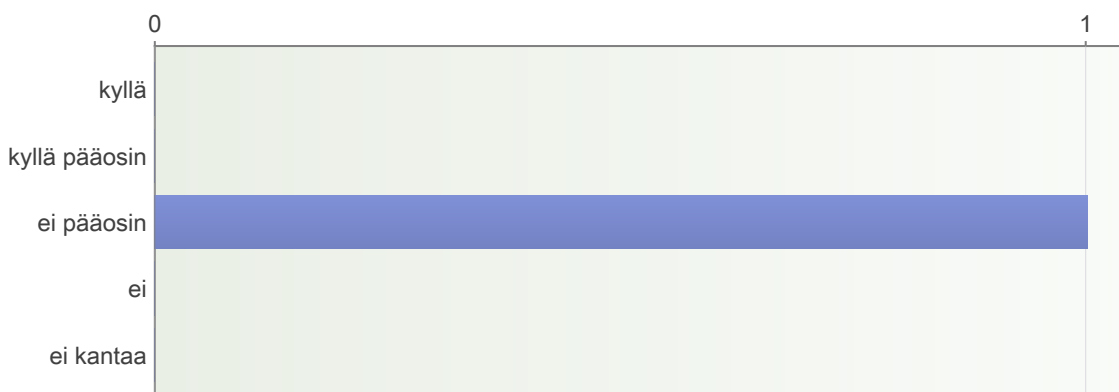 0 1
kyllä
kyllä pääosin
ei pääosin
ei
ei kantaa